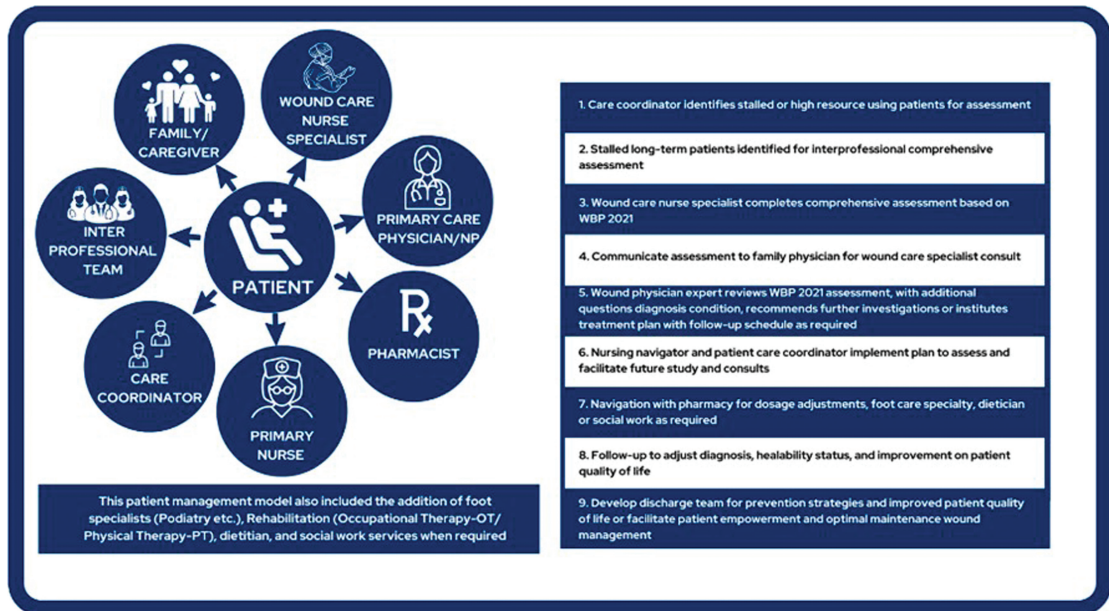 FAMILY/
CAREGIVER
WOUND CARE
NURSE
SPECIALIST
PRIMARY CARE
PHYSICIAN/NP
INTER
PROFESSIONAL
TEAM
PATIENT
Rx
PHARMACIST
CARE
COORDINATOR
PRIMARY
NURSE
This patient management model also included the addition of foot
specialists (Podiatry etc.), Rehabilitation (Occupational Therapy-OT/
Physical Therapy-PT), dietitian, and social work services when required
1. Care coordinator identifies stalled or high resource using patients for assessment
2. Stalled long-term patients identified for interprofessional comprehensive
assessment
3. Wound care nurse specialist completes comprehensive assessment based on
WBP 2021
4. Communicate assessment to family physician for wound care specialist consult
5. Wound physician expert reviews WBP 2021 assessment, with additional
questions diagnosis condition, recommends further investigations or institutes
treatment plan with follow-up schedule as required
6. Nursing navigator and patient care coordinator implement plan to assess and
facilitate future study and consults
7. Navigation with pharmacy for dosage adjustments, foot care specialty, dietician
or social work as required
8. Follow-up to adjust diagnosis, healability status, and improvement on patient
quality of life
9. Develop discharge team for prevention strategies and improved patient quality
of life or facilitate patient empowerment and optimal maintenance wound
management